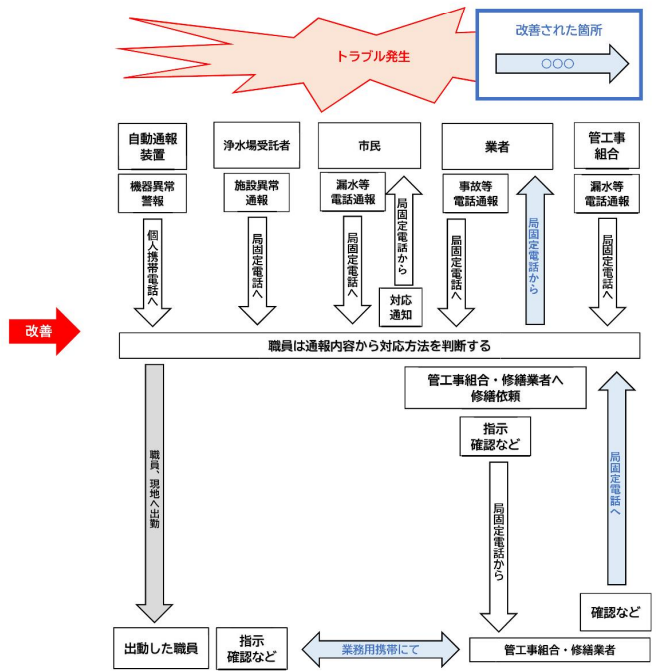 改善された箇所
○○○
トラブル発生
自動通報
装置
浄水場受託者
市民
業者
管工事
組合
機器異常
警報
施設異常
通報
漏水等
電話通報
事故等
電話通報
漏水等
電話通報
個人携帯電話へ
局固定電話へ
局固定電話へ
局固定電話から
対応
通知
局固定電話へ
局固定電話から
局固定電話へ
改善
職員は通報内容から対応方法を判断する
管工事組合・修繕業者へ
修繕依頼
指示
確認など
職員、現地へ出勤
局固定電話から
局固定電話へ
確認など
出動した職員
指示
確認など
業務用携帯にて
管工事組合・修繕業者